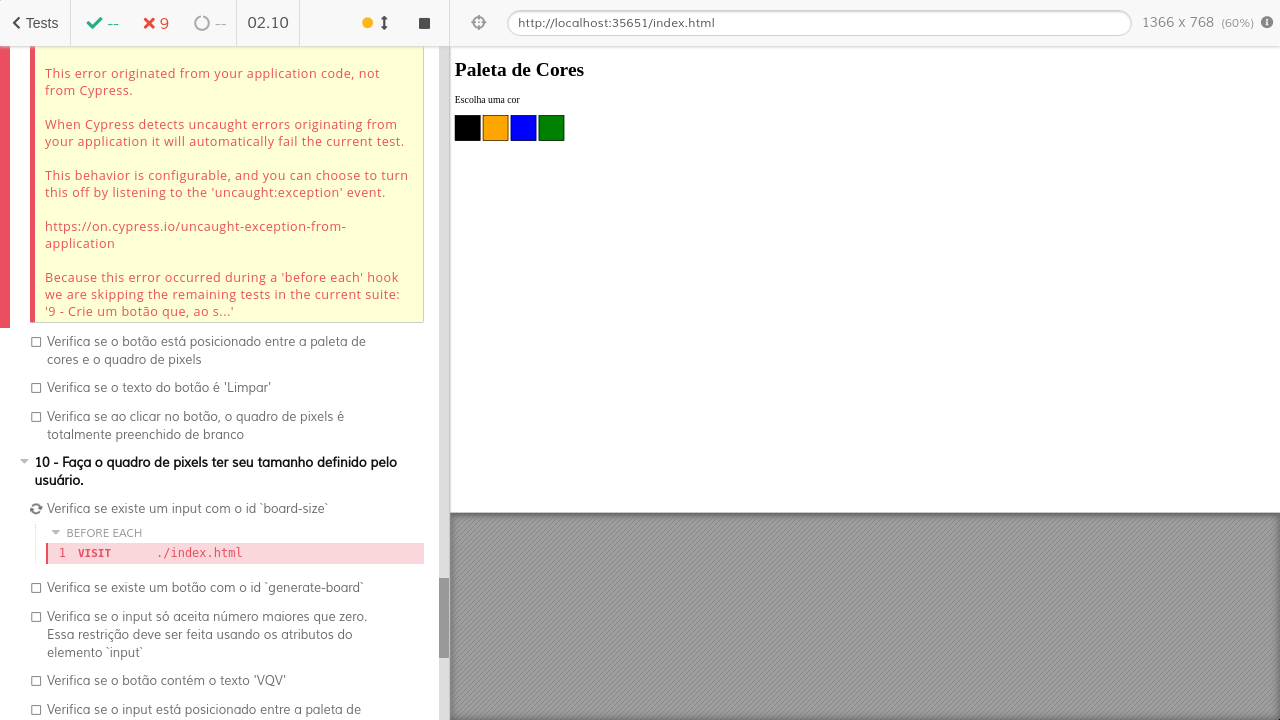 Tests
--
9
--
02.10
http://localhost:35651/index.html
1366 x 768 (60%)
This error originated from your application code, not
from Cypress.
When Cypress detects uncaught errors originating from
your application it will automatically fail the current test.
This behavior is configurable, and you can choose to turn
this off by listening to the 'uncaught:exception' event.
https://on.cypress.io/uncaught-exception-from-
application
Because this error occurred during a 'before each' hook
we are skipping the remaining tests in the current suite:
'9 - Crie um botão que, ao s...'
Verifica se o botão está posicionado entre a paleta de
cores e o quadro de pixels
Verifica se o texto do botão é 'Limpar'
Verifica se ao clicar no botão, o quadro de pixels é
totalmente preenchido de branco
10 - Faça o quadro de pixels ter seu tamanho definido pelo
usuário.
Verifica se existe um input com o id `board-size`
BEFORE EACH
1 VISIT ./index.html
Verifica se existe um botão com o id `generate-board`
Verifica se o input só aceita número maiores que zero.
Essa restrição deve ser feita usando os atributos do
elemento `input`
Verifica se o botão contém o texto 'VQV'
Verifica se o input está posicionado entre a paleta de
Paleta de Cores
Escolha uma cor